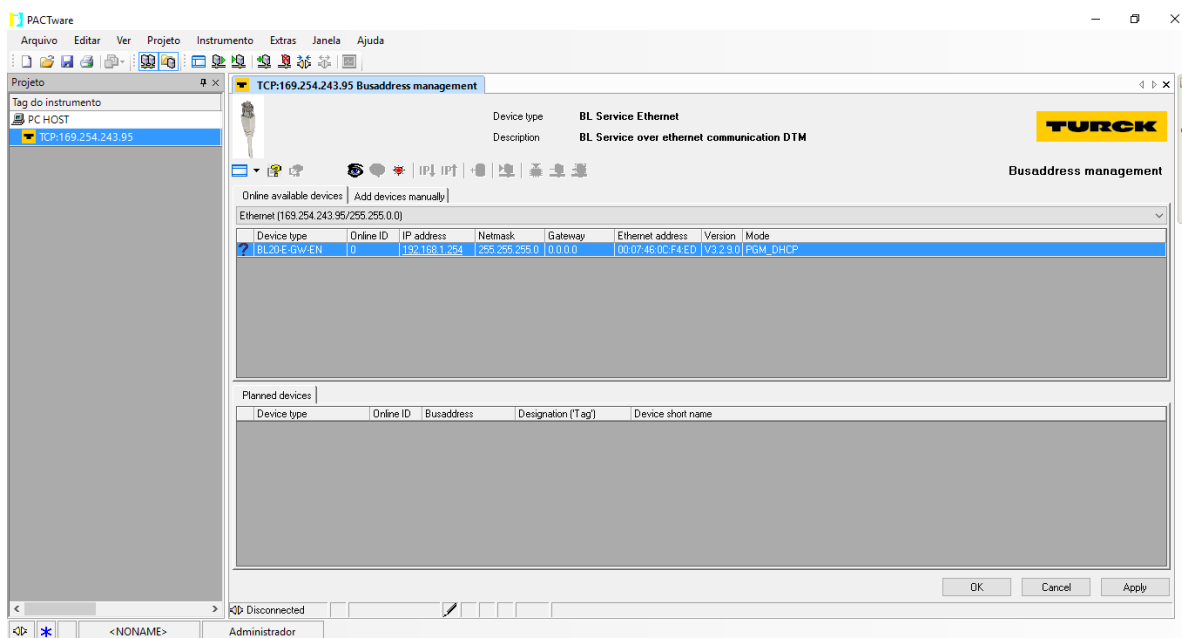 PACTware
Arquivo Editar Ver Projeto Instrumento Extras Janela Ajuda
Projeto
TCP:169.254.243.95 Busaddress management
Tag do instrumento
PC HOST
TCP:169.254.243.95
Device type BL Service Ethernet
Description BL Service over ethernet communication DTM
TURCK
Busaddress management
Online available devices Add devices manually
Ethernet (169.254.243.95/255.255.0.0)
Device type Online ID IP address Netmask Gateway Ethernet address Version Mode
BL20-E-GW-EN 0 192.168.1.254 255.255.255.0 0.0.0.0 00:07:46:0C:F4:ED V3.2.9.0 PGM_DHCP
Planned devices
Device type Online ID Busaddress Designation ('Tag') Device short name
OK Cancel Apply
Disconnected
<NONAME> Administrador